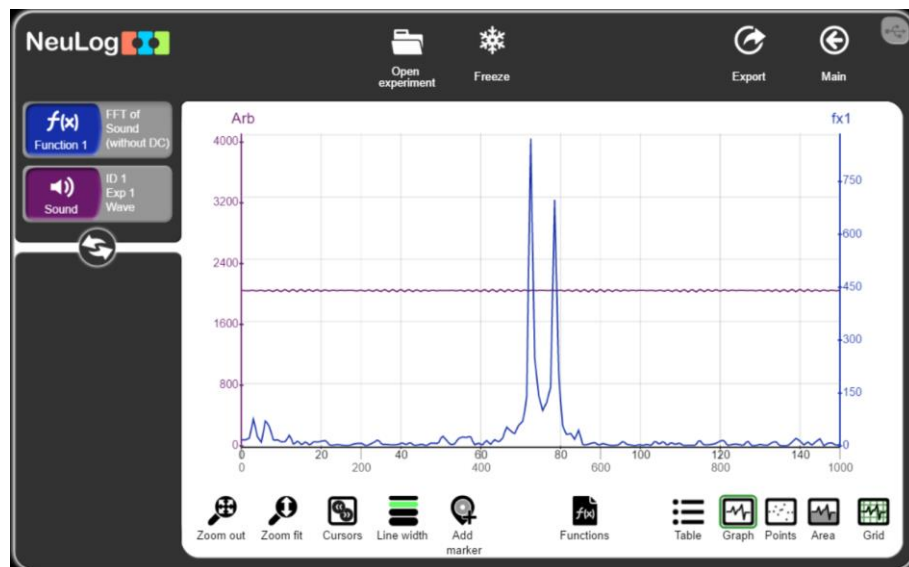 NeuLog
Open
experiment
Freeze
Export
Main
f(x)
Function 1
FFT of
Sound
(without DC)
Sound
ID 1
Exp 1
Wave
Arb
fx1
4000
3200
2400
1600
800
0
750
600
450
300
150
0
0 20 40 60 80 100 120 140
0 200 400 600 800 1000
Zoom out
Zoom fit
Cursors
Line width
Add
marker
f(x)
Functions
Table
Graph
Points
Area
Grid